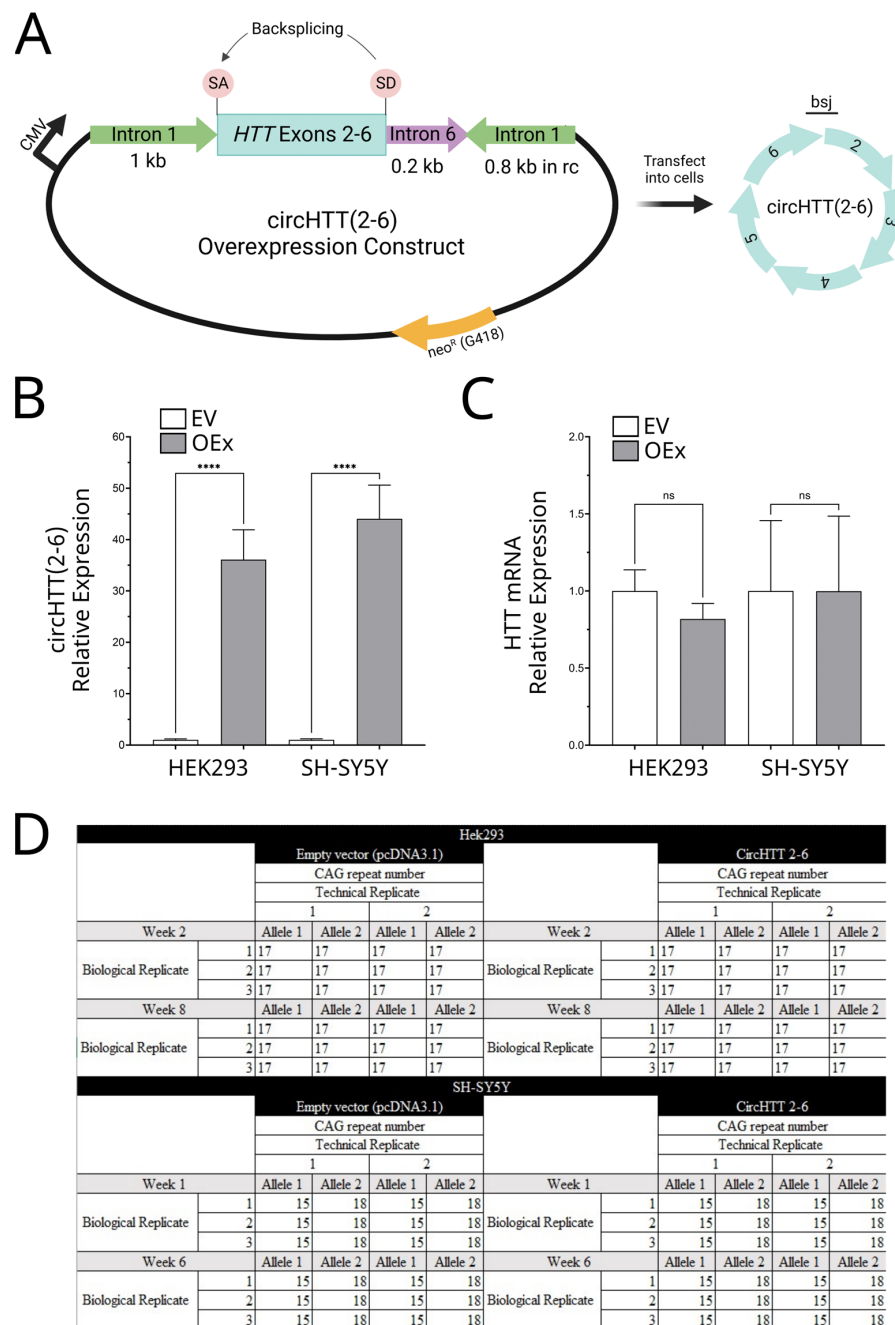 A
Backsplicing
SA
SD
CMV
Intron 1
HTT Exons 2-6
Intron 6
Intron 1
1 kb
0.2 kb
0.8 kb in rc
circHTT(2-6)
Overexpression Construct
neoR (G418)
Transfect
into cells
bsj
6
2
3
4
5
circHTT(2-6)
B
EV
OEx
circHTT(2-6)
Relative Expression
60
50
40
30
20
10
0
****
****
HEK293
SH-SY5Y
C
EV
OEx
HTT mRNA
Relative Expression
2.0
1.5
1.0
0.5
0.0
ns
ns
HEK293
SH-SY5Y
D
Hek293
Empty vector (pcDNA3.1) CircHTT 2-6
CAG repeat number CAG repeat number
Technical Replicate Technical Replicate
1 2 1 2
Week 2 Allele 1 Allele 2 Allele 1 Allele 2 Week 2 Allele 1 Allele 2 Allele 1 Allele 2
Biological Replicate 1 17 17 17 17 Biological Replicate 1 17 17 17 17
2 17 17 17 17 2 17 17 17 17
3 17 17 17 17 3 17 17 17 17
Week 8 Allele 1 Allele 2 Allele 1 Allele 2 Week 8 Allele 1 Allele 2 Allele 1 Allele 2
Biological Replicate 1 17 17 17 17 Biological Replicate 1 17 17 17 17
2 17 17 17 17 2 17 17 17 17
3 17 17 17 17 3 17 17 17 17
SH-SY5Y
Empty vector (pcDNA3.1) CircHTT 2-6
CAG repeat number CAG repeat number
Technical Replicate Technical Replicate
1 2 1 2
Week 1 Allele 1 Allele 2 Allele 1 Allele 2 Week 1 Allele 1 Allele 2 Allele 1 Allele 2
Biological Replicate 1 15 18 15 18 Biological Replicate 1 15 18 15 18
2 15 18 15 18 2 15 18 15 18
3 15 18 15 18 3 15 18 15 18
Week 6 Allele 1 Allele 2 Allele 1 Allele 2 Week 6 Allele 1 Allele 2 Allele 1 Allele 2
Biological Replicate 1 15 18 15 18 Biological Replicate 1 15 18 15 18
2 15 18 15 18 2 15 18 15 18
3 15 18 15 18 3 15 18 15 18